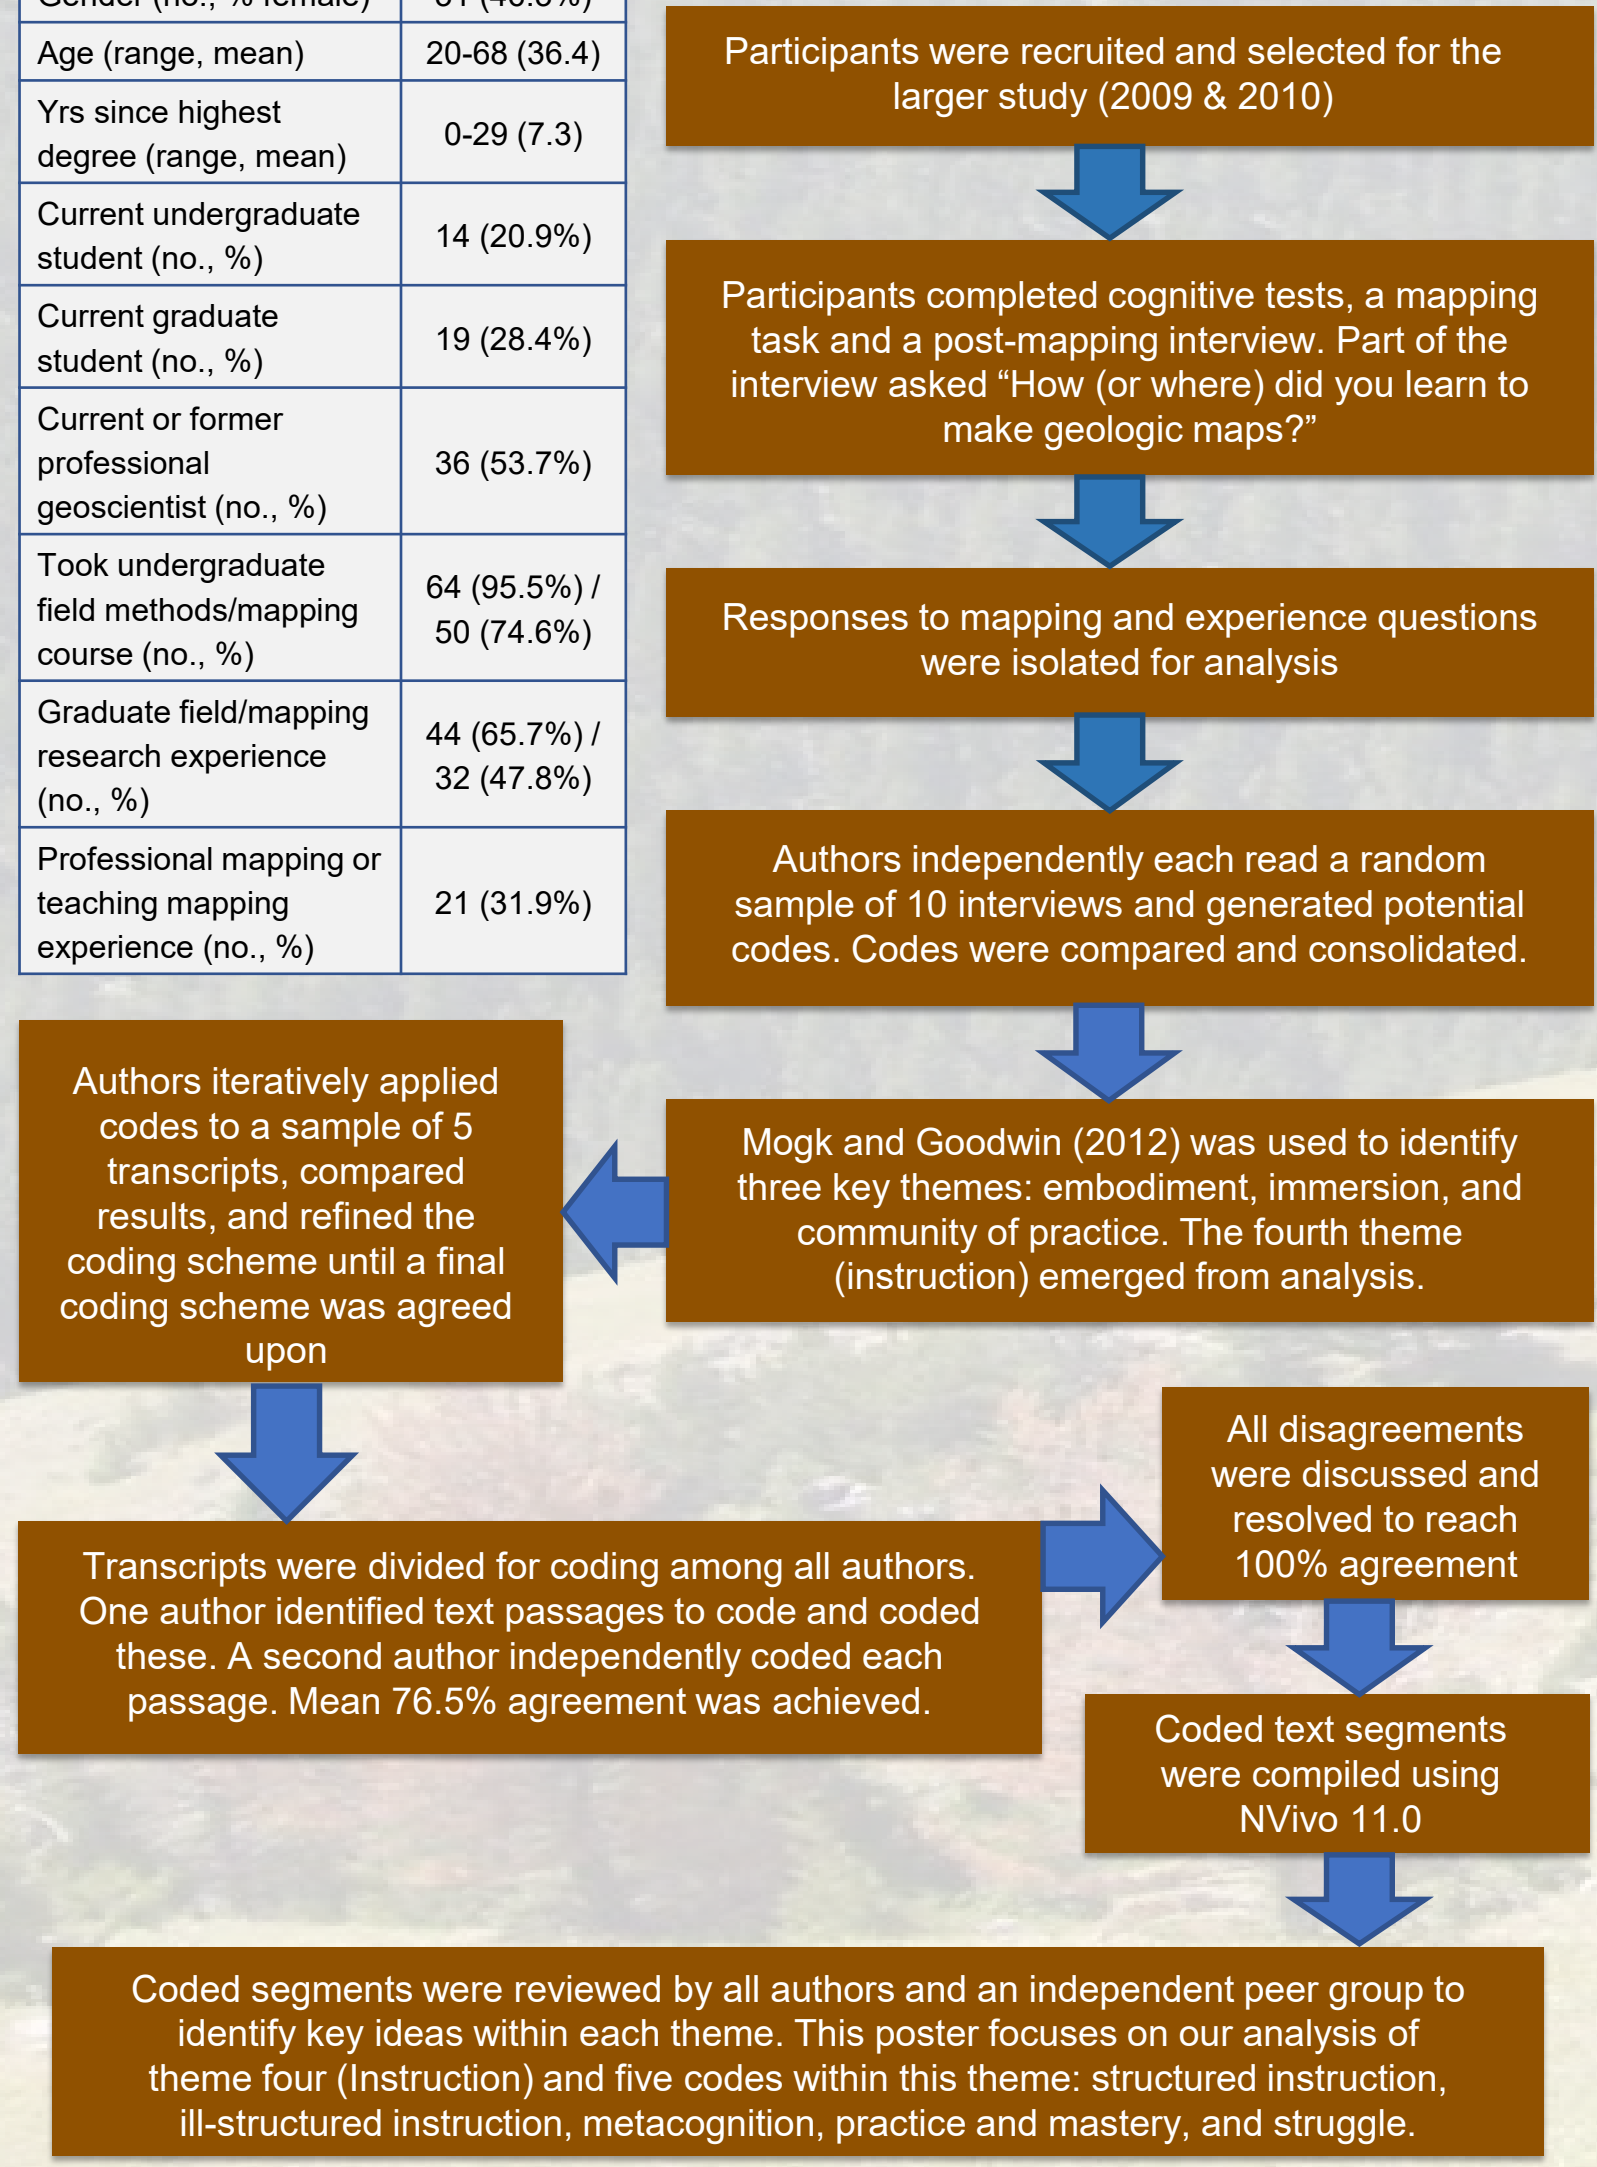 Age (range, mean)
20-68 (36.4)
Yrs since highest
degree (range, mean)
0-29 (7.3)
Current undergraduate
student (no., %)
14 (20.9%)
Current graduate
student (no., %)
19 (28.4%)
Current or former
professional
geoscientist (no., %)
36 (53.7%)
Took undergraduate
field methods/mapping
course (no., %)
64 (95.5%) /
50 (74.6%)
Graduate field/mapping
research experience
(no., %)
44 (65.7%) /
32 (47.8%)
Professional mapping or
teaching mapping
experience (no., %)
21 (31.9%)
Participants were recruited and selected for the
larger study (2009 & 2010)
Participants completed cognitive tests, a mapping
task and a post-mapping interview. Part of the
interview asked “How (or where) did you learn to
make geologic maps?”
Responses to mapping and experience questions
were isolated for analysis
Authors independently each read a random
sample of 10 interviews and generated potential
codes. Codes were compared and consolidated.
Mogk and Goodwin (2012) was used to identify
three key themes: embodiment, immersion, and
community of practice. The fourth theme
(instruction) emerged from analysis.
Authors iteratively applied
codes to a sample of 5
transcripts, compared
results, and refined the
coding scheme until a final
coding scheme was agreed
upon
Transcripts were divided for coding among all authors.
One author identified text passages to code and coded
these. A second author independently coded each
passage. Mean 76.5% agreement was achieved.
All disagreements
were discussed and
resolved to reach
100% agreement
Coded text segments
were compiled using
NVivo 11.0
Coded segments were reviewed by all authors and an independent peer group to
identify key ideas within each theme. This poster focuses on our analysis of
theme four (Instruction) and five codes within this theme: structured instruction,
ill-structured instruction, metacognition, practice and mastery, and struggle.